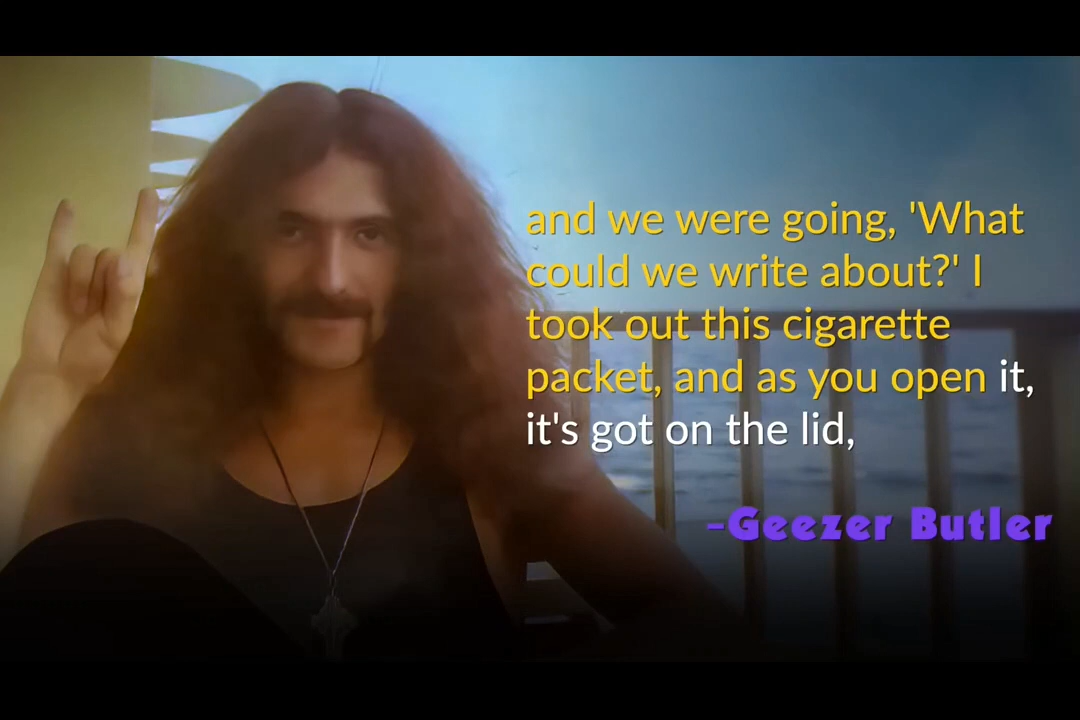 and we were going, 'What
could we write about?' I
took out this cigarette
packet, and as you open it,
it's got on the lid,
-Geezer Butler